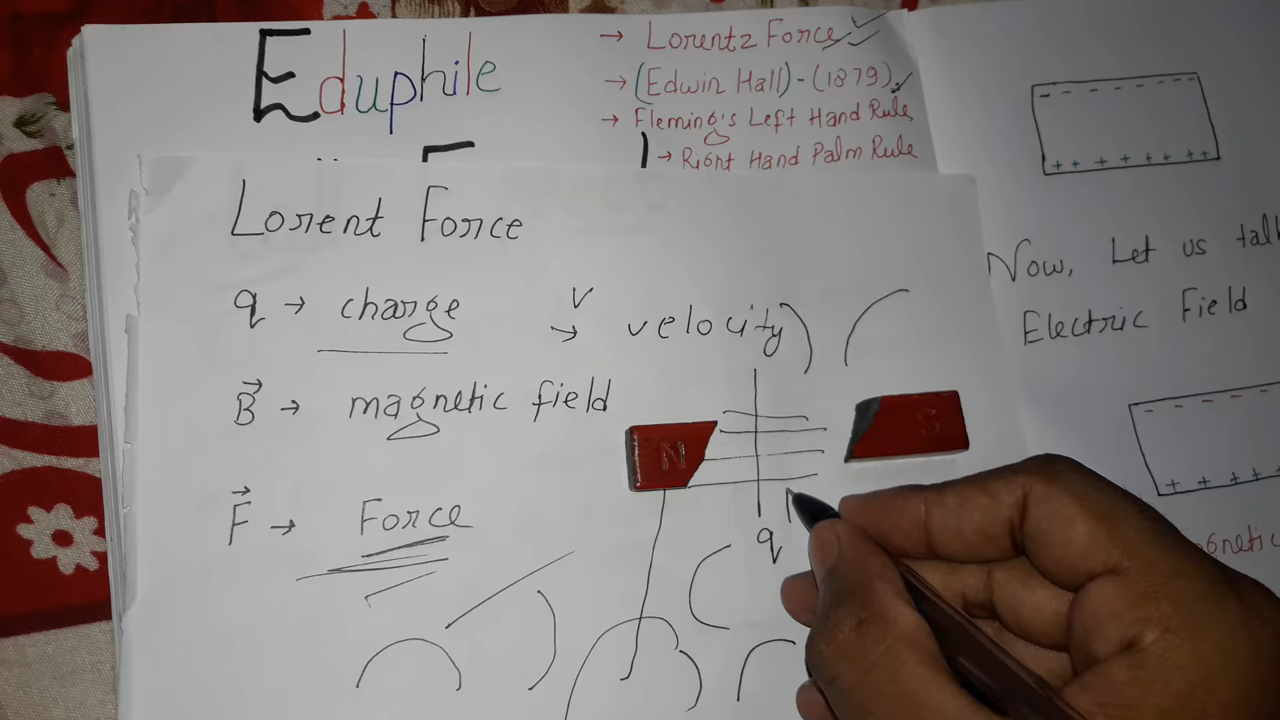 Eduphile
→ Lorentz Force
→ (Edwin Hall) - (1879)
→ Fleming's Left Hand Rule
→ Right Hand Palm Rule
Lorent Force
q → charge
V → velocity
B → magnetic field
F → Force
N
S
q
- - - - - - -
+ + + + + + + +
Now, Let us talk
Electric Field
- - - -
+ + + +